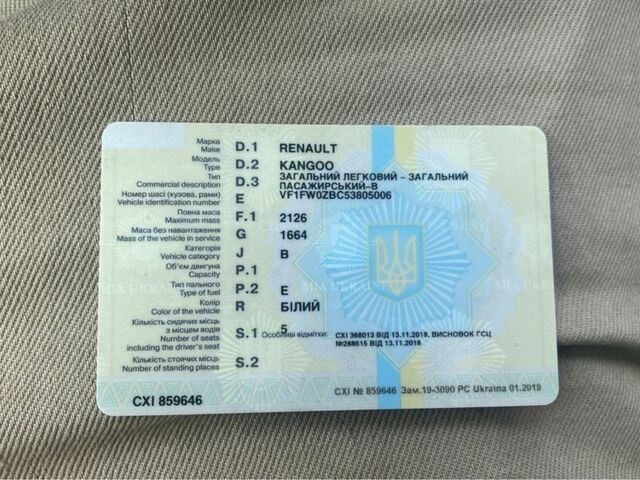 Марка
Make D.1 RENAULT
Модель
Type D.2 KANGOO
Тип
Commercial description D.3 ЗАГАЛЬНИЙ ЛЕГКОВИЙ - ЗАГАЛЬНИЙ
ПАСАЖИРСЬКИЙ-В
Номер шасі (кузова, рами)
Vehicle identification number E VF1FW0ZBC53805006
Повна маса
Maximum mass F.1 2126
Маса без навантаження
Mass of the vehicle in service G 1664
Категорія
Vehicle category J B
Об'єм двигуна
Capacity P.1
Тип пального
Type of fuel P.2 E
Колір
Color of the vehicle R БІЛИЙ
Кількість сидячих місць
з місцем водія
Number of seats
including the driver's seat S.1 5 Особливі відмітки: CXI 368013 ВІД 13.11.2018, ВИСНОВОК ГСЦ
№288615 ВІД 13.11.2018
Кількість стоячих місць
Number of standing places S.2
CXI № 859646 Зам.19-3090 PC Ukraina 01.2019
CXI 859646